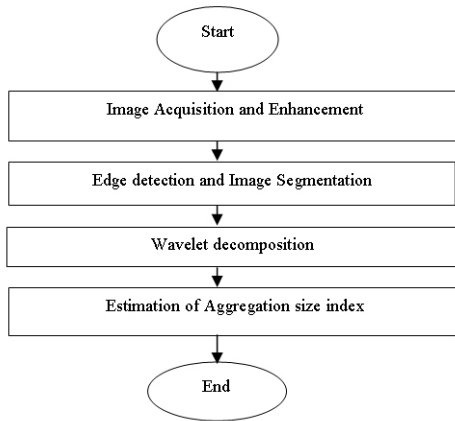 Start
Image Acquisition and Enhancement
Edge detection and Image Segmentation
Wavelet decomposition
Estimation of Aggregation size index
End